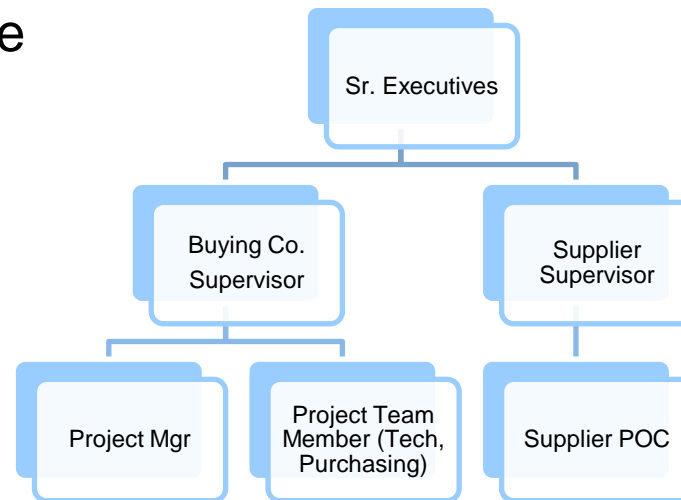 e
Sr. Executives
Buying Co.
Supervisor
Supplier
Supervisor
Project Mgr
Project Team
Member (Tech,
Purchasing)
Supplier POC